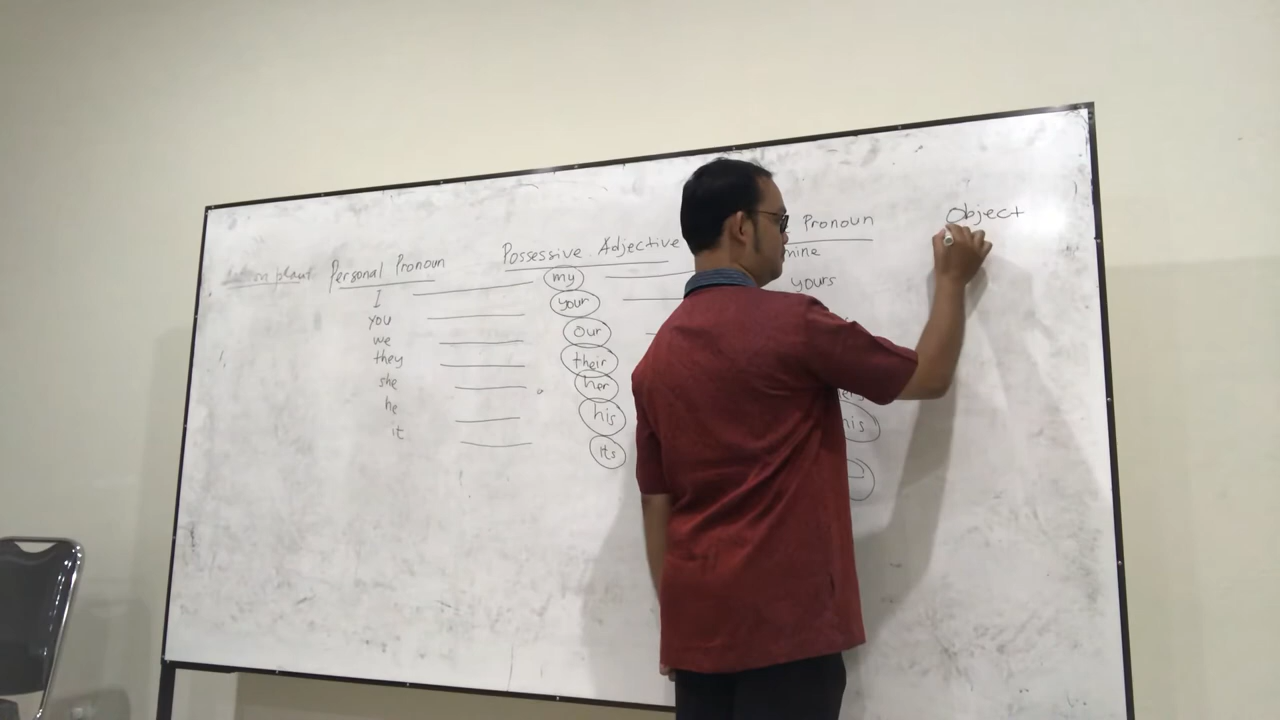 Personal Pronoun Possessive Adjective Pronoun Object
I my mine
you your yours
we our
they their
she her
he his his
it its